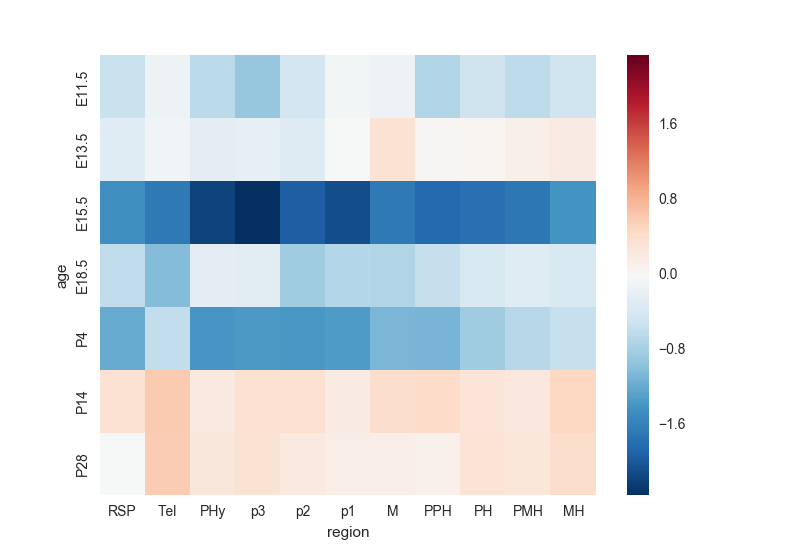 E11.5
E13.5
E15.5
E18.5
P4
P14
P28
age
RSP Tel PHy p3 p2 p1 M PPH PH PMH MH
region
1.6
0.8
0.0
−0.8
−1.6